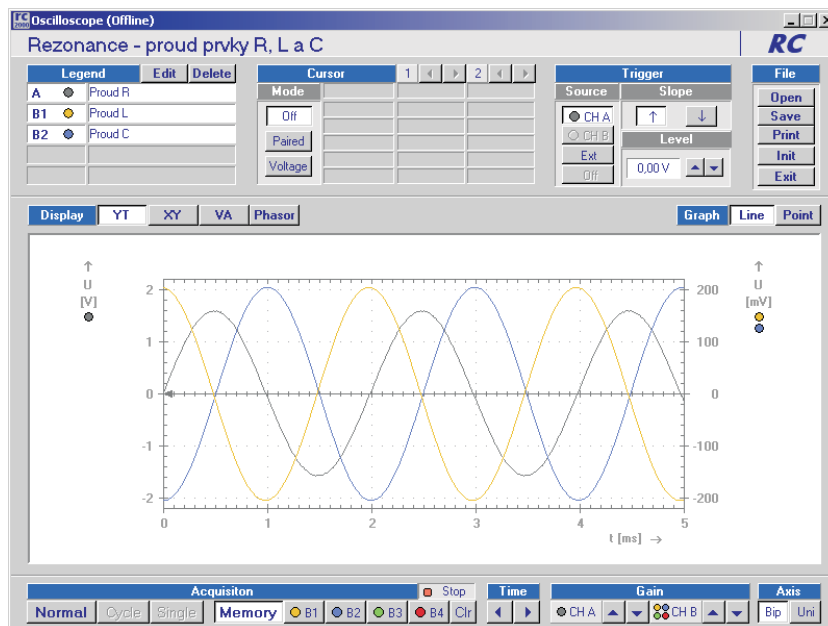 rc 2000 Oscilloscope (Offline)
Rezonance - proud prvky R, L a C RC
Legend Edit Delete Cursor 1 2 Trigger File
A Proud R Mode Source Slope Open
B1 Proud L Off CH A ↑ ↓ Save
B2 Proud C Paired CH B Level Print
Voltage Ext 0,00 V Init
Off Exit
Display YT XY VA Phasor Graph Line Point
↑ ↑
U U
[V] [mV]
2 200
1 100
0 0
-1 -100
-2 -200
0 1 2 3 4 5
t [ms] →
Acquisiton Stop Time Gain Axis
Normal Cycle Single Memory B1 B2 B3 B4 Clr CH A CH B Bip Uni